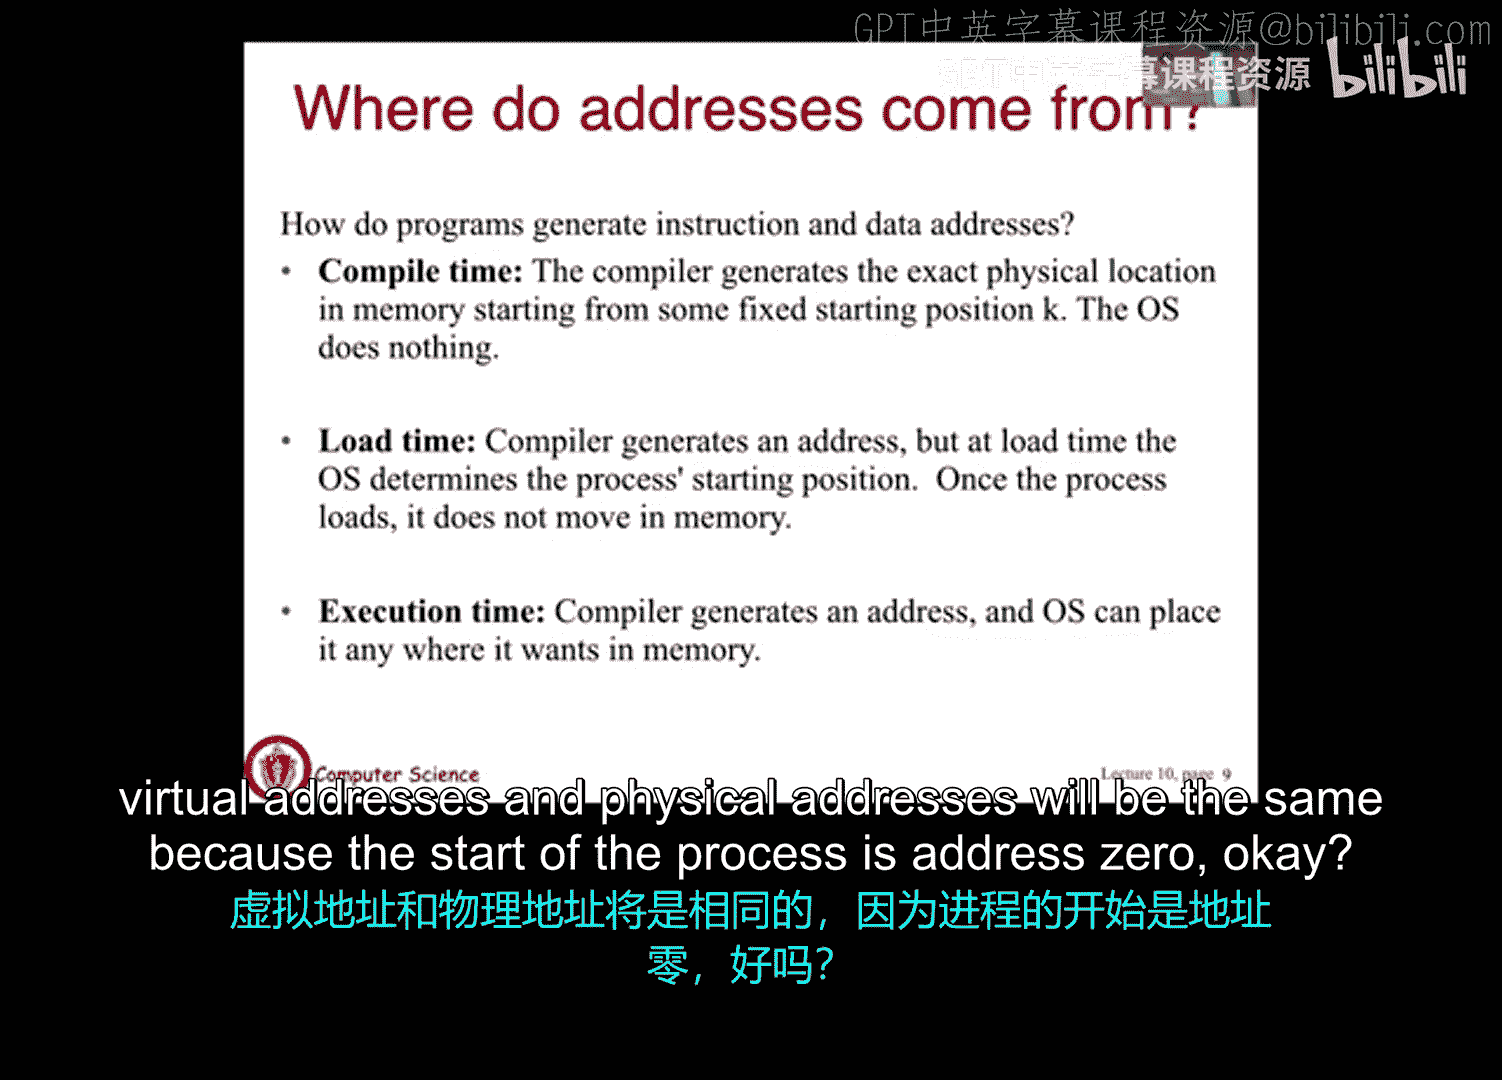 GPT中英字幕课程资源@bilibili.com
课程资源 bilibili
Where do addresses come from?
How do programs generate instruction and data addresses?
• Compile time: The compiler generates the exact physical location
in memory starting from some fixed starting position k. The OS
does nothing.
• Load time: Compiler generates an address, but at load time the
OS determines the process' starting position. Once the process
loads, it does not move in memory.
• Execution time: Compiler generates an address, and OS can place
it any where it wants in memory.
Computer Science
Lecture 10, page 9
virtual addresses and physical addresses will be the same
because the start of the process is address zero, okay?
虚拟地址和物理地址将是相同的，因为进程的开始是地址
零，好吗？